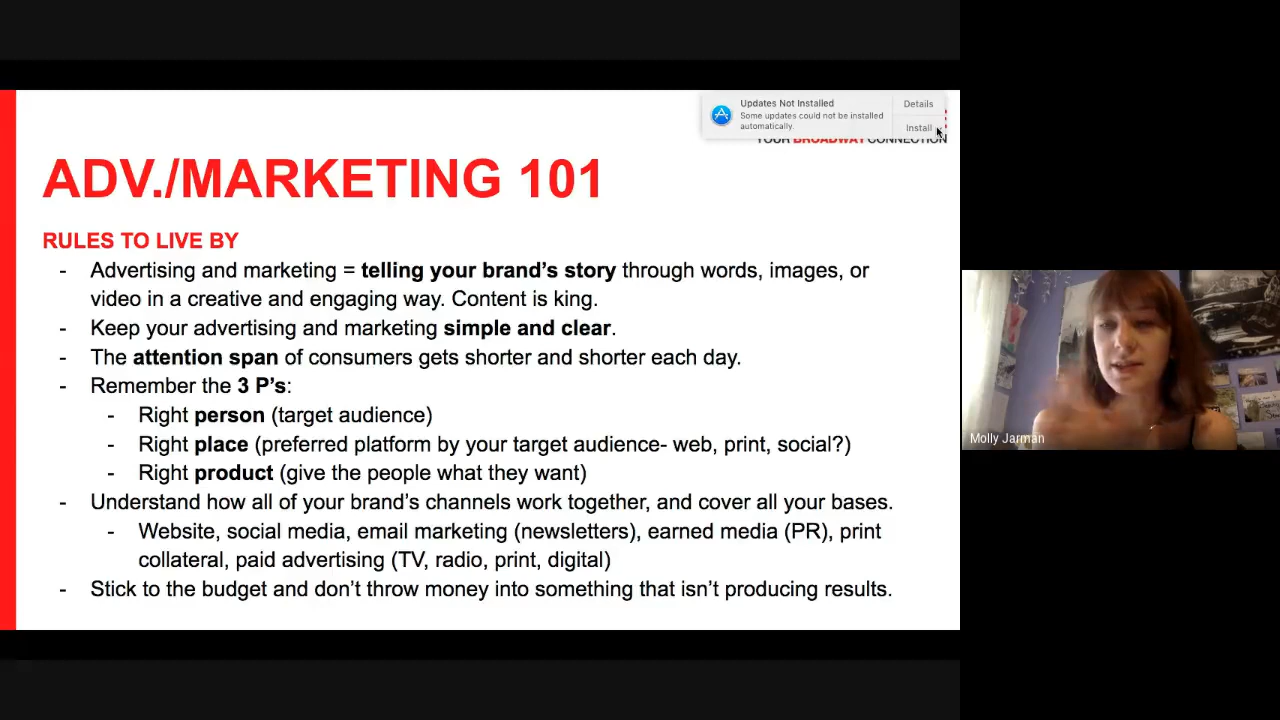 Updates Not Installed
Details
Some updates could not be installed
automatically.
Install
YOUR BROADWAY CONNECTION
ADV./MARKETING 101
RULES TO LIVE BY
- Advertising and marketing = telling your brand’s story through words, images, or
video in a creative and engaging way. Content is king.
- Keep your advertising and marketing simple and clear.
- The attention span of consumers gets shorter and shorter each day.
- Remember the 3 P’s:
- Right person (target audience)
- Right place (preferred platform by your target audience- web, print, social?)
- Right product (give the people what they want)
- Understand how all of your brand’s channels work together, and cover all your bases.
- Website, social media, email marketing (newsletters), earned media (PR), print
collateral, paid advertising (TV, radio, print, digital)
- Stick to the budget and don’t throw money into something that isn’t producing results.
Molly Jarman